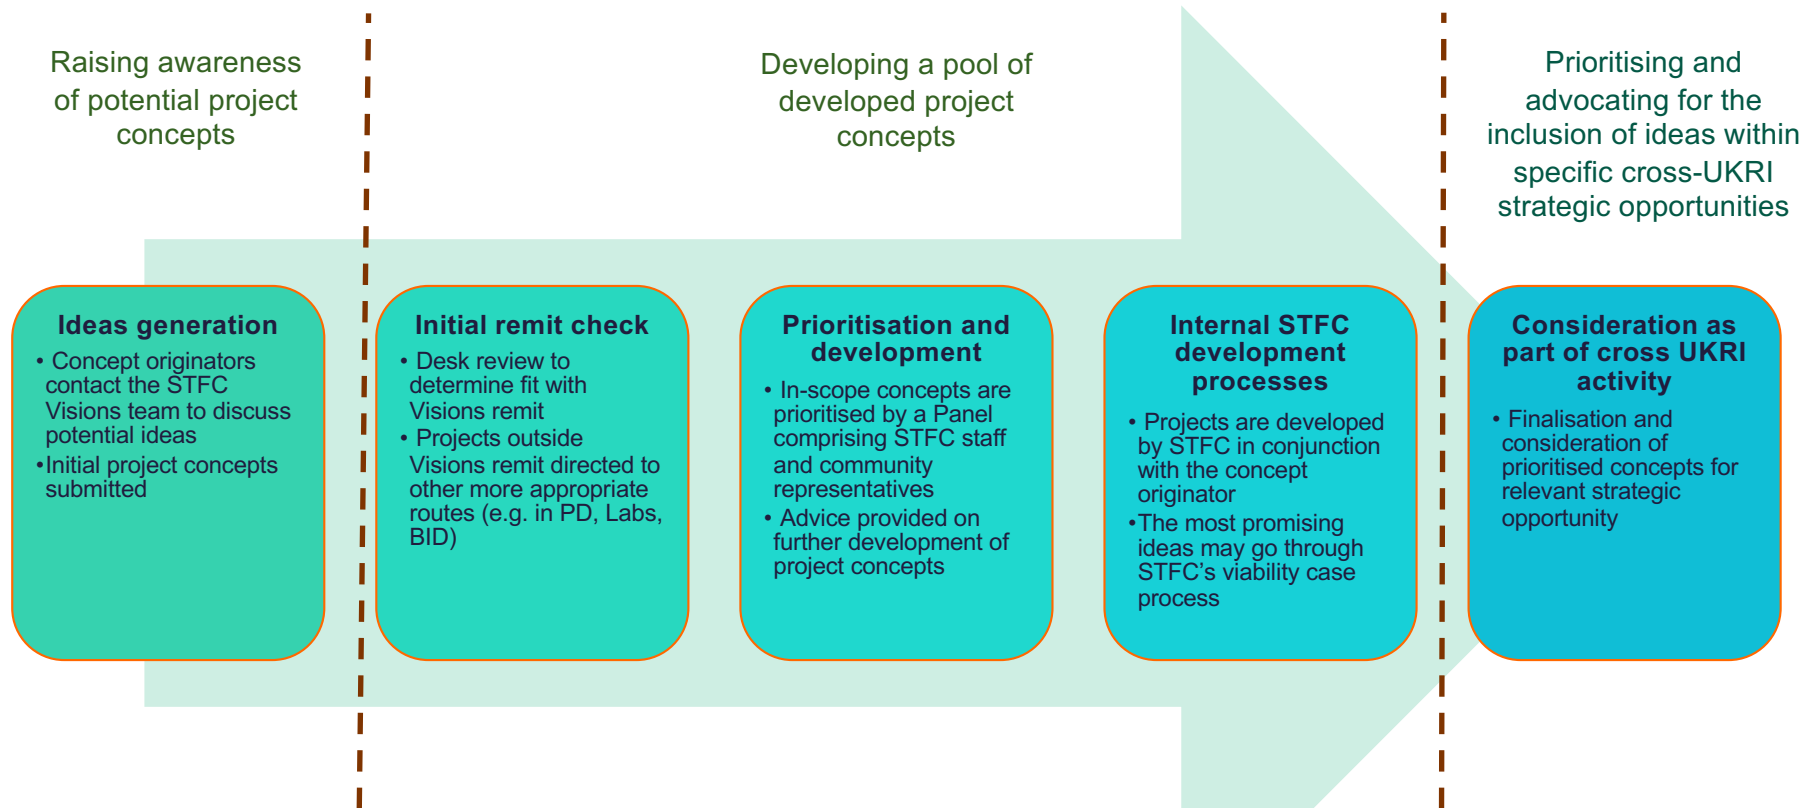 Raising awareness
of potential project
concepts
Developing a pool of
developed project
concepts
Prioritising and
advocating for the
inclusion of ideas within
specific cross-UKRI
strategic opportunities
Ideas generation
• Concept originators
contact the STFC
Visions team to discuss
potential ideas
•Initial project concepts
submitted
Initial remit check
• Desk review to
determine fit with
Visions remit
• Projects outside
Visions remit directed to
other more appropriate
routes (e.g. in PD, Labs,
BID)
Prioritisation and
development
• In-scope concepts are
prioritised by a Panel
comprising STFC staff
and community
representatives
• Advice provided on
further development of
project concepts
Internal STFC
development
processes
• Projects are developed
by STFC in conjunction
with the concept
originator
•The most promising
ideas may go through
STFC’s viability case
process
Consideration as
part of cross UKRI
activity
• Finalisation and
consideration of
prioritised concepts for
relevant strategic
opportunity